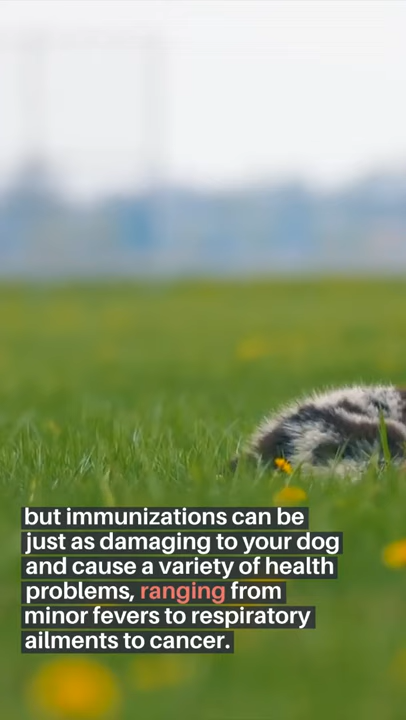 but immunizations can be
just as damaging to your dog
and cause a variety of health
problems, ranging from
minor fevers to respiratory
ailments to cancer.